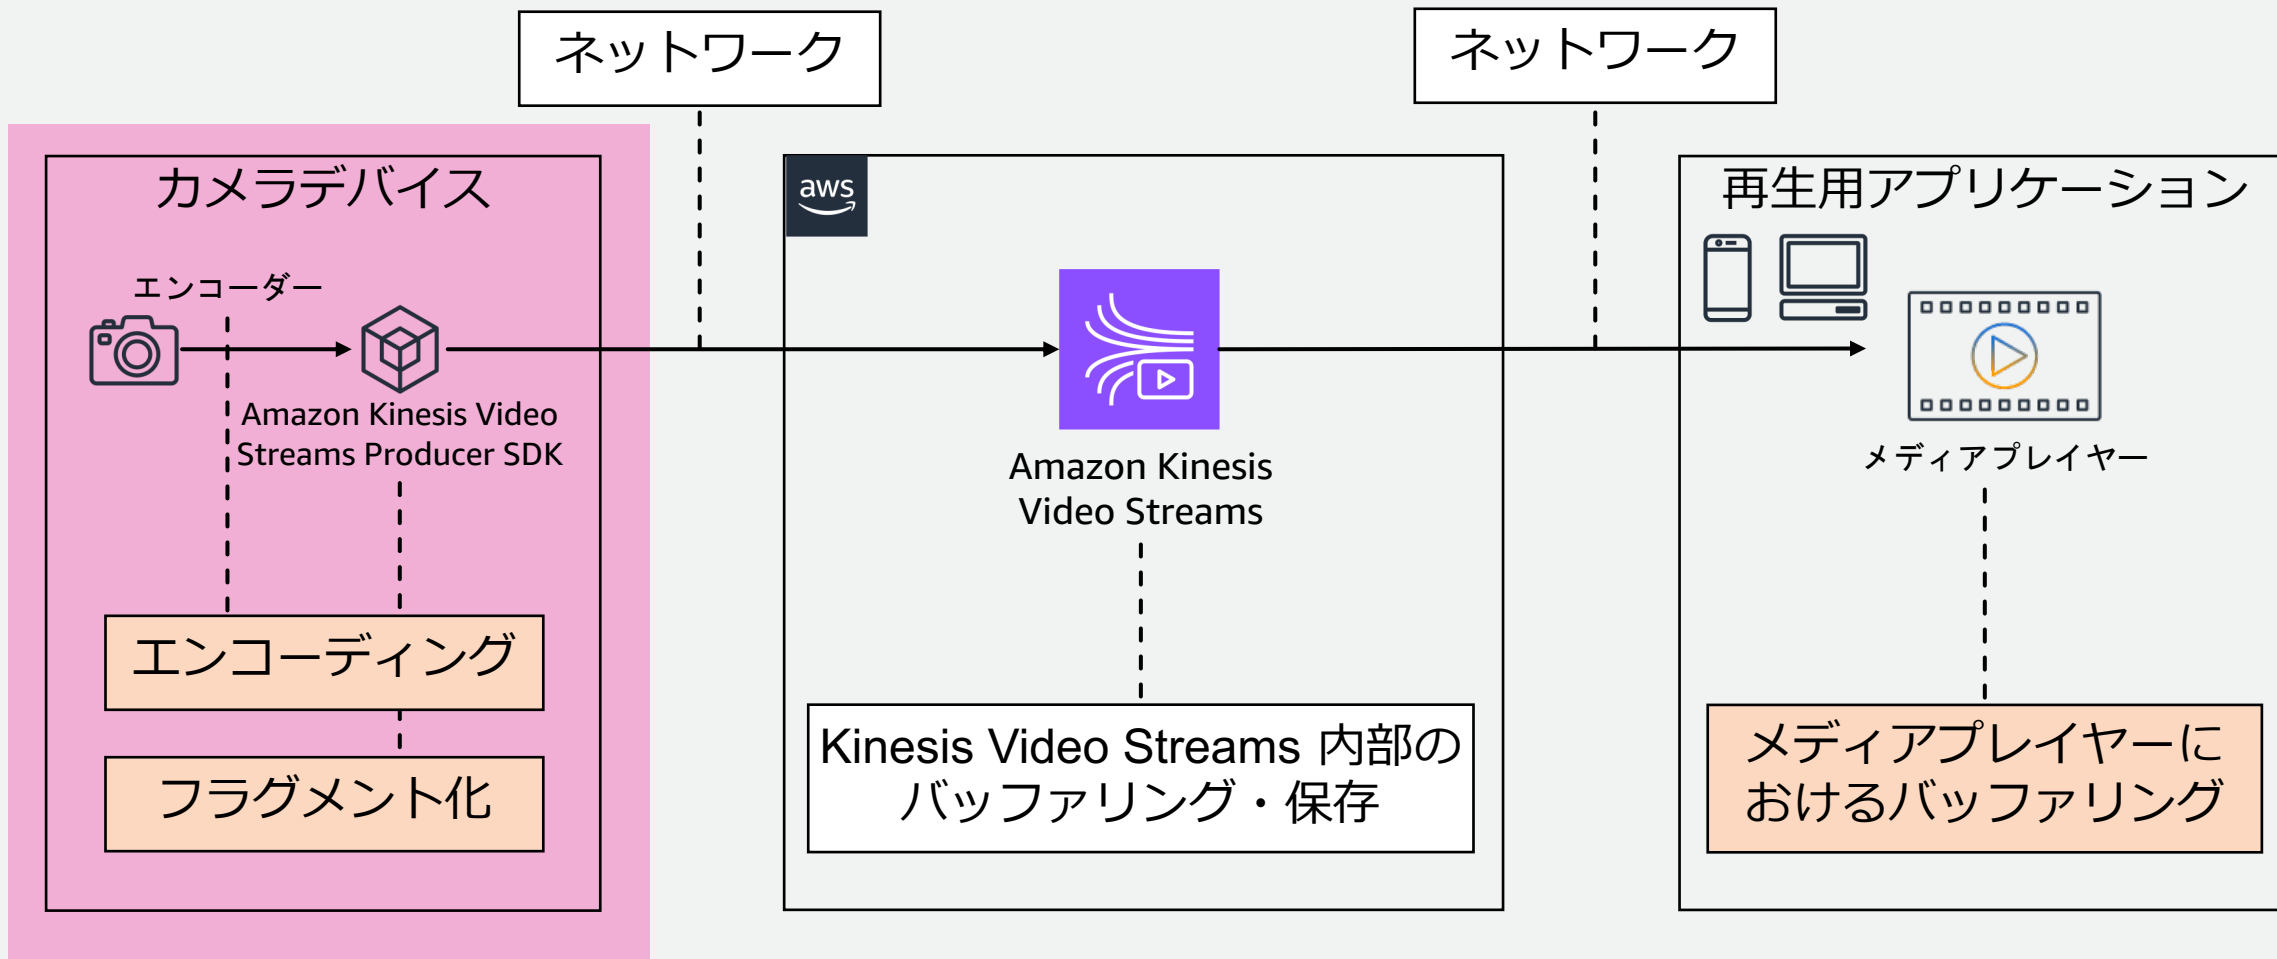 ネットワーク
ネットワーク
カメラデバイス
エンコーダー
Amazon Kinesis Video
Streams Producer SDK
エンコーディング
フラグメント化
aws
Amazon Kinesis
Video Streams
Kinesis Video Streams 内部の
バッファリング・保存
再生用アプリケーション
メディアプレイヤー
メディアプレイヤーに
おけるバッファリング